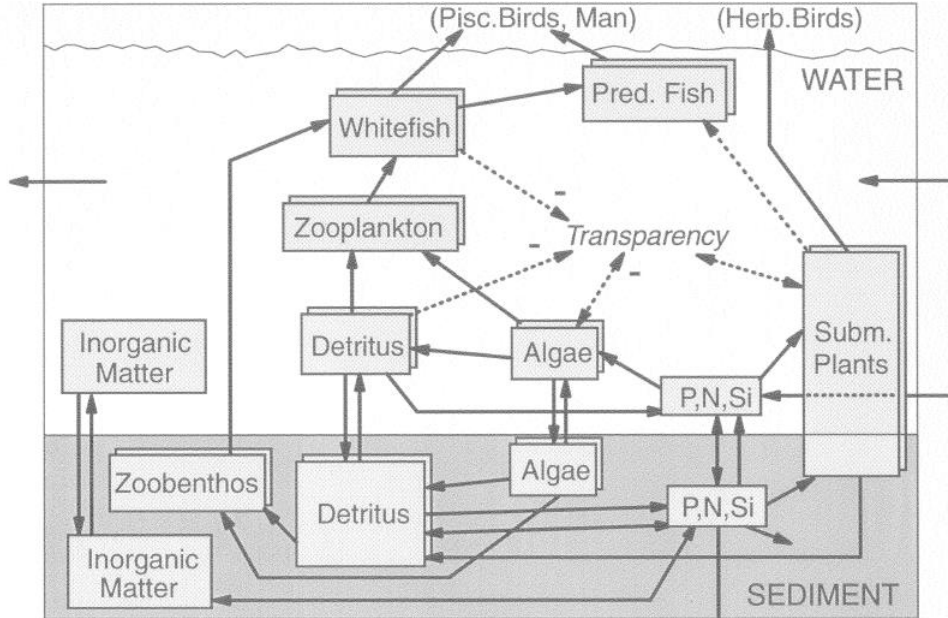 (Pisc.Birds, Man)
(Herb.Birds)
WATER
Pred. Fish
Whitefish
-
Zooplankton
-
Transparency
-
Inorganic
Matter
Detritus
Algae
Subm.
Plants
P,N,Si
Zoobenthos
Algae
Detritus
P,N,Si
Inorganic
Matter
SEDIMENT